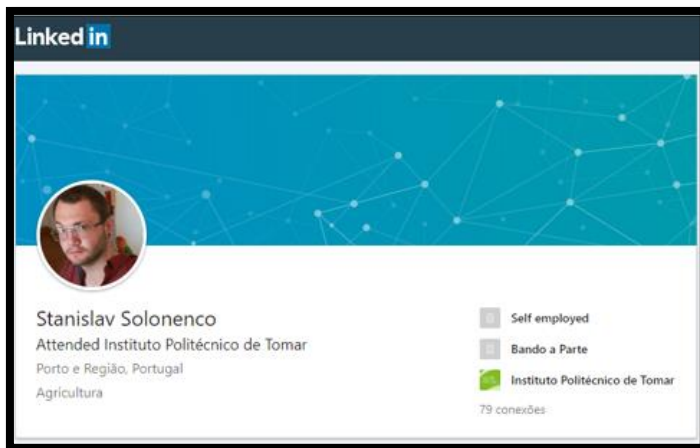 Linked in
Stanislav Solonenco
Attended Instituto Politécnico de Tomar
Porto e Região, Portugal
Agricultura
Self employed
Bando a Parte
Instituto Politécnico de Tomar
79 conexões